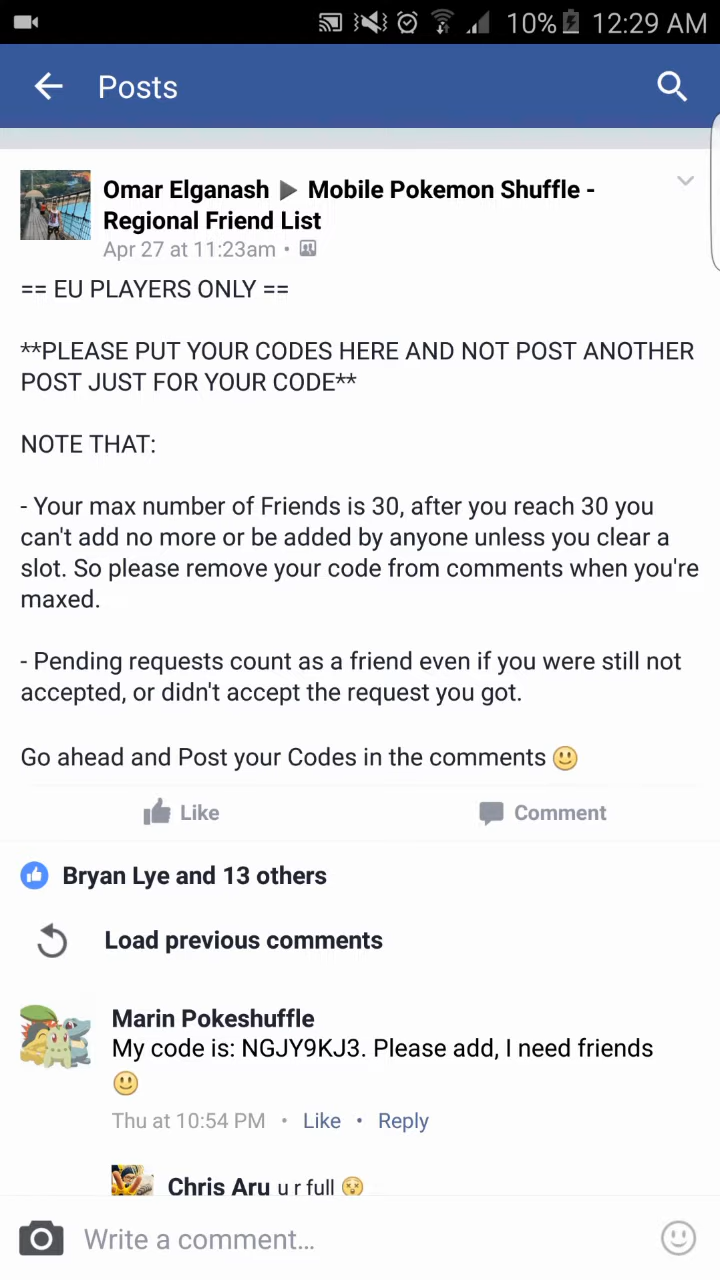 10% 12:29 AM
Posts
Omar Elganash ▶ Mobile Pokemon Shuffle -
Regional Friend List
Apr 27 at 11:23am •
== EU PLAYERS ONLY ==
**PLEASE PUT YOUR CODES HERE AND NOT POST ANOTHER
POST JUST FOR YOUR CODE**
NOTE THAT:
- Your max number of Friends is 30, after you reach 30 you
can't add no more or be added by anyone unless you clear a
slot. So please remove your code from comments when you're
maxed.
- Pending requests count as a friend even if you were still not
accepted, or didn't accept the request you got.
Go ahead and Post your Codes in the comments 🙂
Like Comment
Bryan Lye and 13 others
Load previous comments
Marin Pokeshuffle
My code is: NGJY9KJ3. Please add, I need friends
🙂
Thu at 10:54 PM • Like • Reply
Chris Aru u r full 😲
Write a comment...